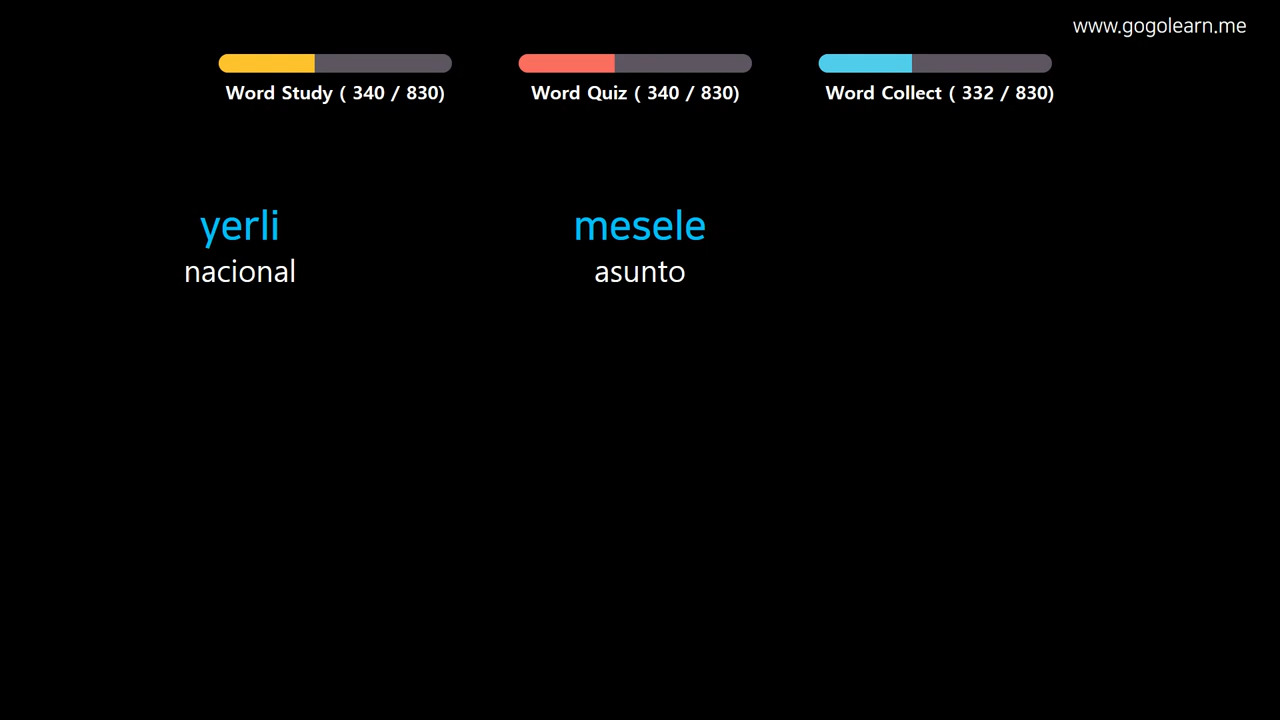 www.gogolearn.me
Word Study ( 340 / 830)
Word Quiz ( 340 / 830)
Word Collect ( 332 / 830)
yerli
nacional
mesele
asunto